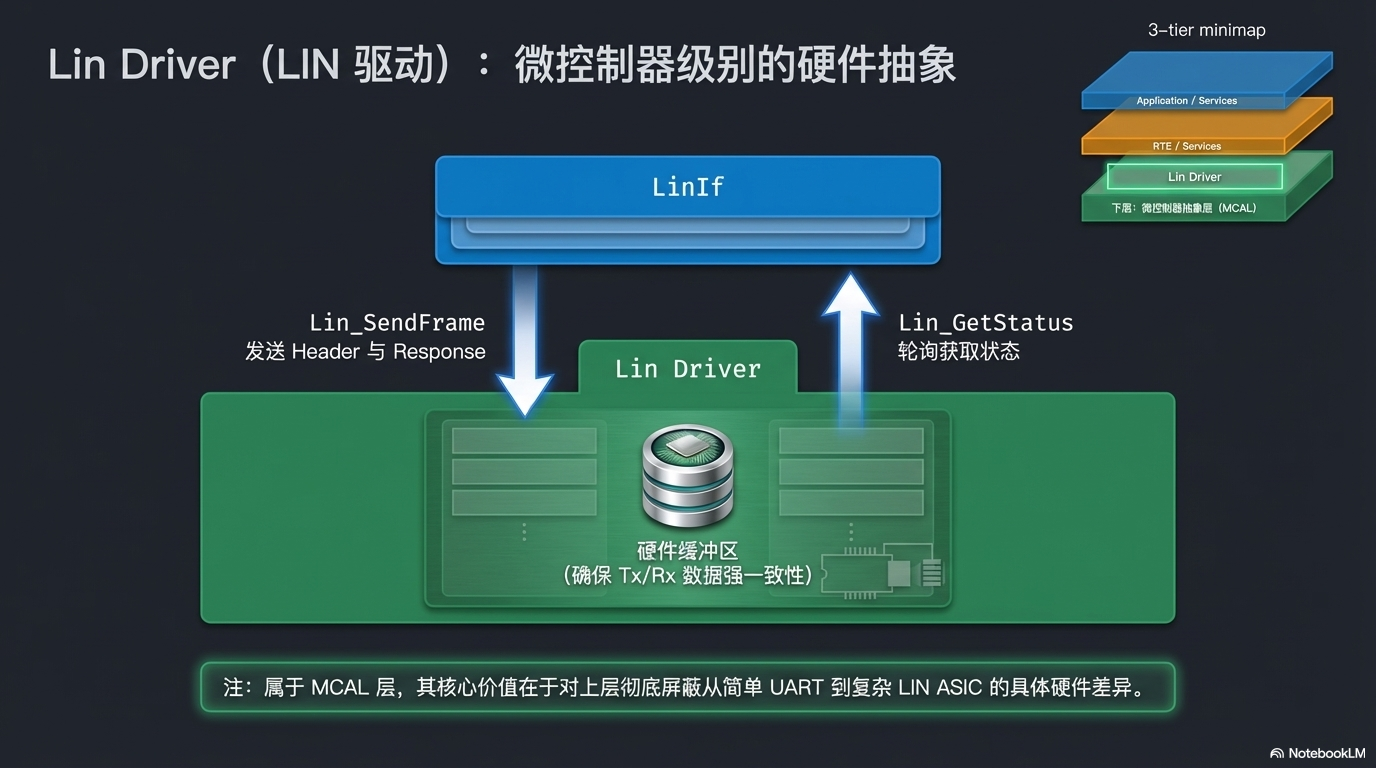 Lin Driver（LIN 驱动）：微控制器级别的硬件抽象
3-tier minimap
Application / Services
RTE / Services
Lin Driver
下层：微控制器抽象层（MCAL）
LinIf
Lin_SendFrame
发送 Header 与 Response
Lin_GetStatus
轮询获取状态
Lin Driver
硬件缓冲区
（确保 Tx/Rx 数据强一致性）
注：属于 MCAL 层，其核心价值在于对上层彻底屏蔽从简单 UART 到复杂 LIN ASIC 的具体硬件差异。
NotebookLM